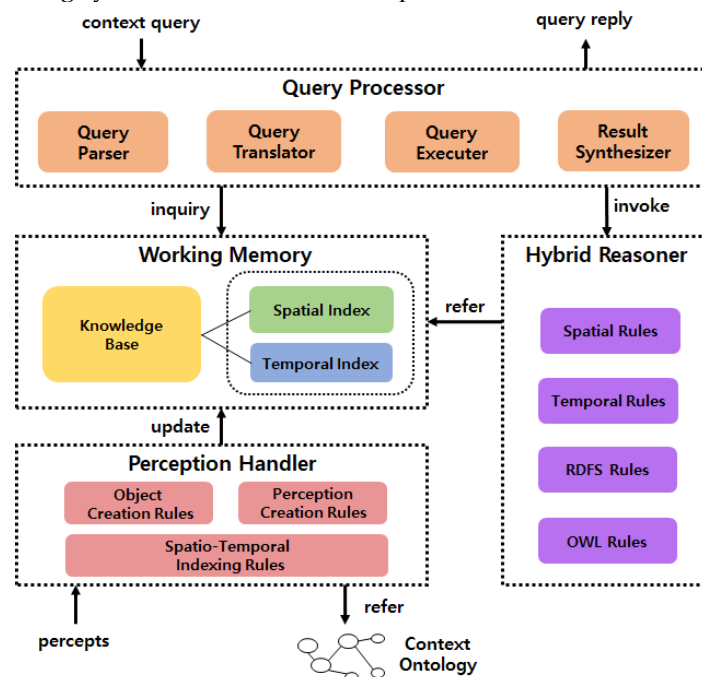 context query
query reply
Query Processor
Query
Parser
Query
Translator
Query
Executer
Result
Synthesizer
inquiry
invoke
Working Memory
Knowledge
Base
Spatial Index
Temporal Index
refer
Hybrid Reasoner
Spatial Rules
Temporal Rules
RDFS Rules
OWL Rules
update
Perception Handler
Object
Creation Rules
Perception
Creation Rules
Spatio-Temporal
Indexing Rules
percepts
refer
Context
Ontology